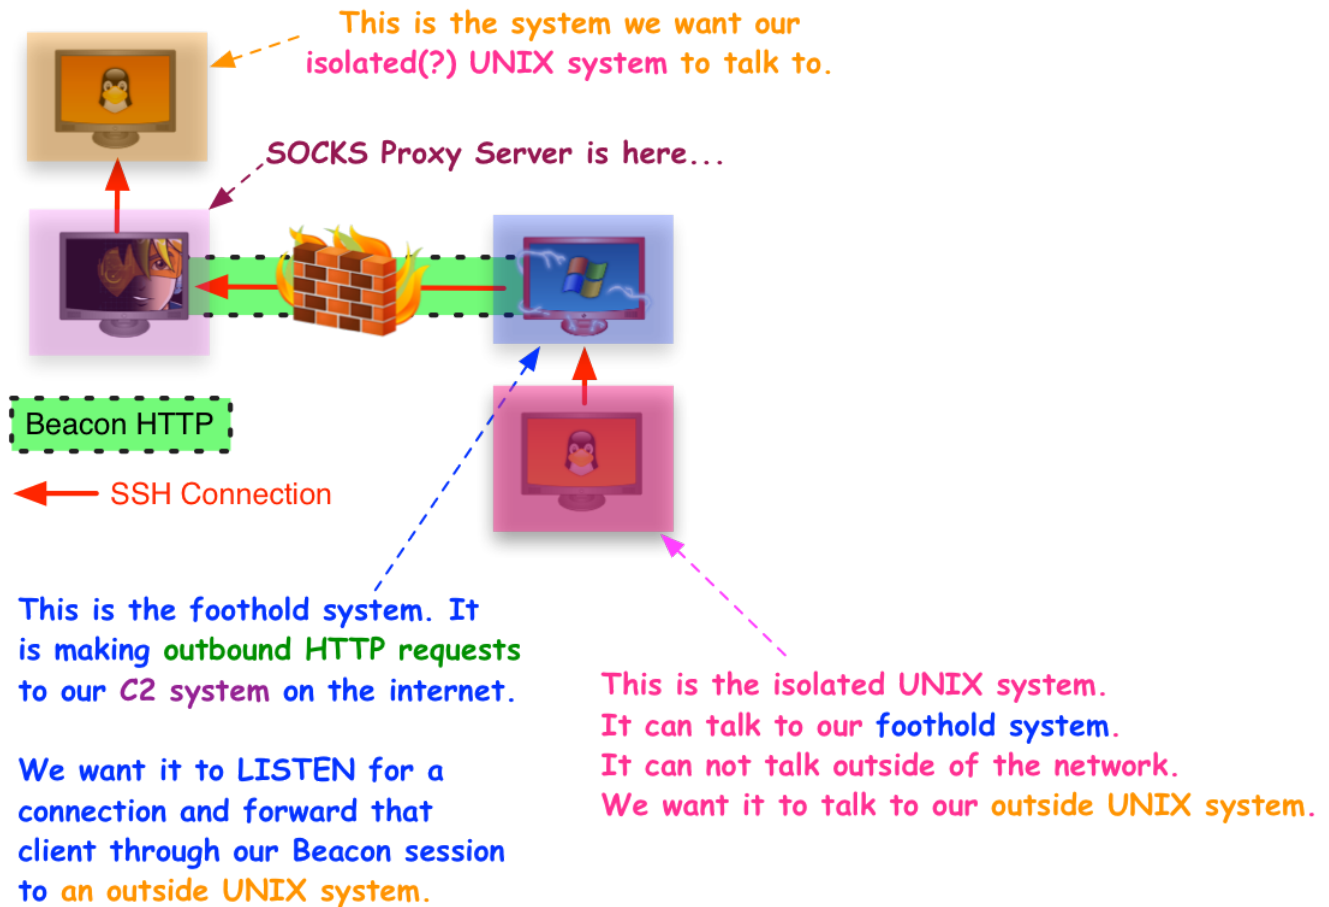 This is the system we want our
isolated(?) UNIX system to talk to.
SOCKS Proxy Server is here...
Beacon HTTP
SSH Connection
This is the foothold system. It
is making outbound HTTP requests
to our C2 system on the internet.
We want it to LISTEN for a
connection and forward that
client through our Beacon session
to an outside UNIX system.
This is the isolated UNIX system.
It can talk to our foothold system.
It can not talk outside of the network.
We want it to talk to our outside UNIX system.